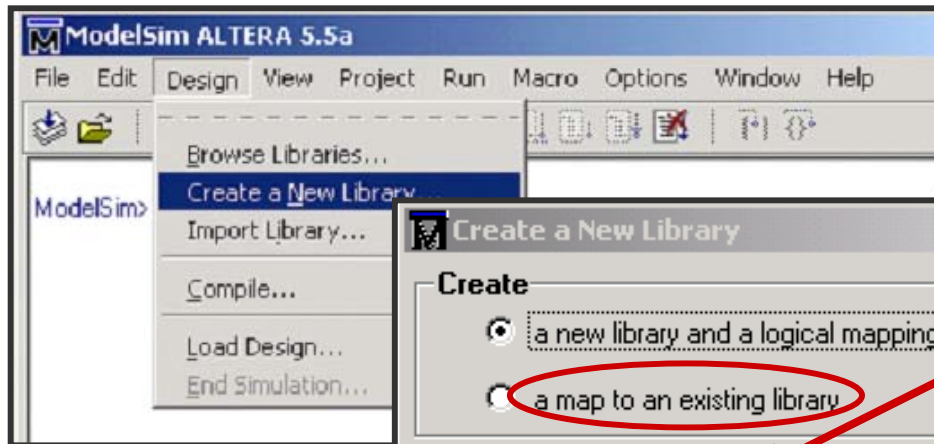 ModelSim ALTERA 5.5a
File Edit Design View Project Run Macro Options Window Help
Browse Libraries...
Create a New Library...
ModelSim>
Import Library...
Compile...
Load Design...
End Simulation...
Create a New Library
Create
a new library and a logical mapping
a map to an existing library